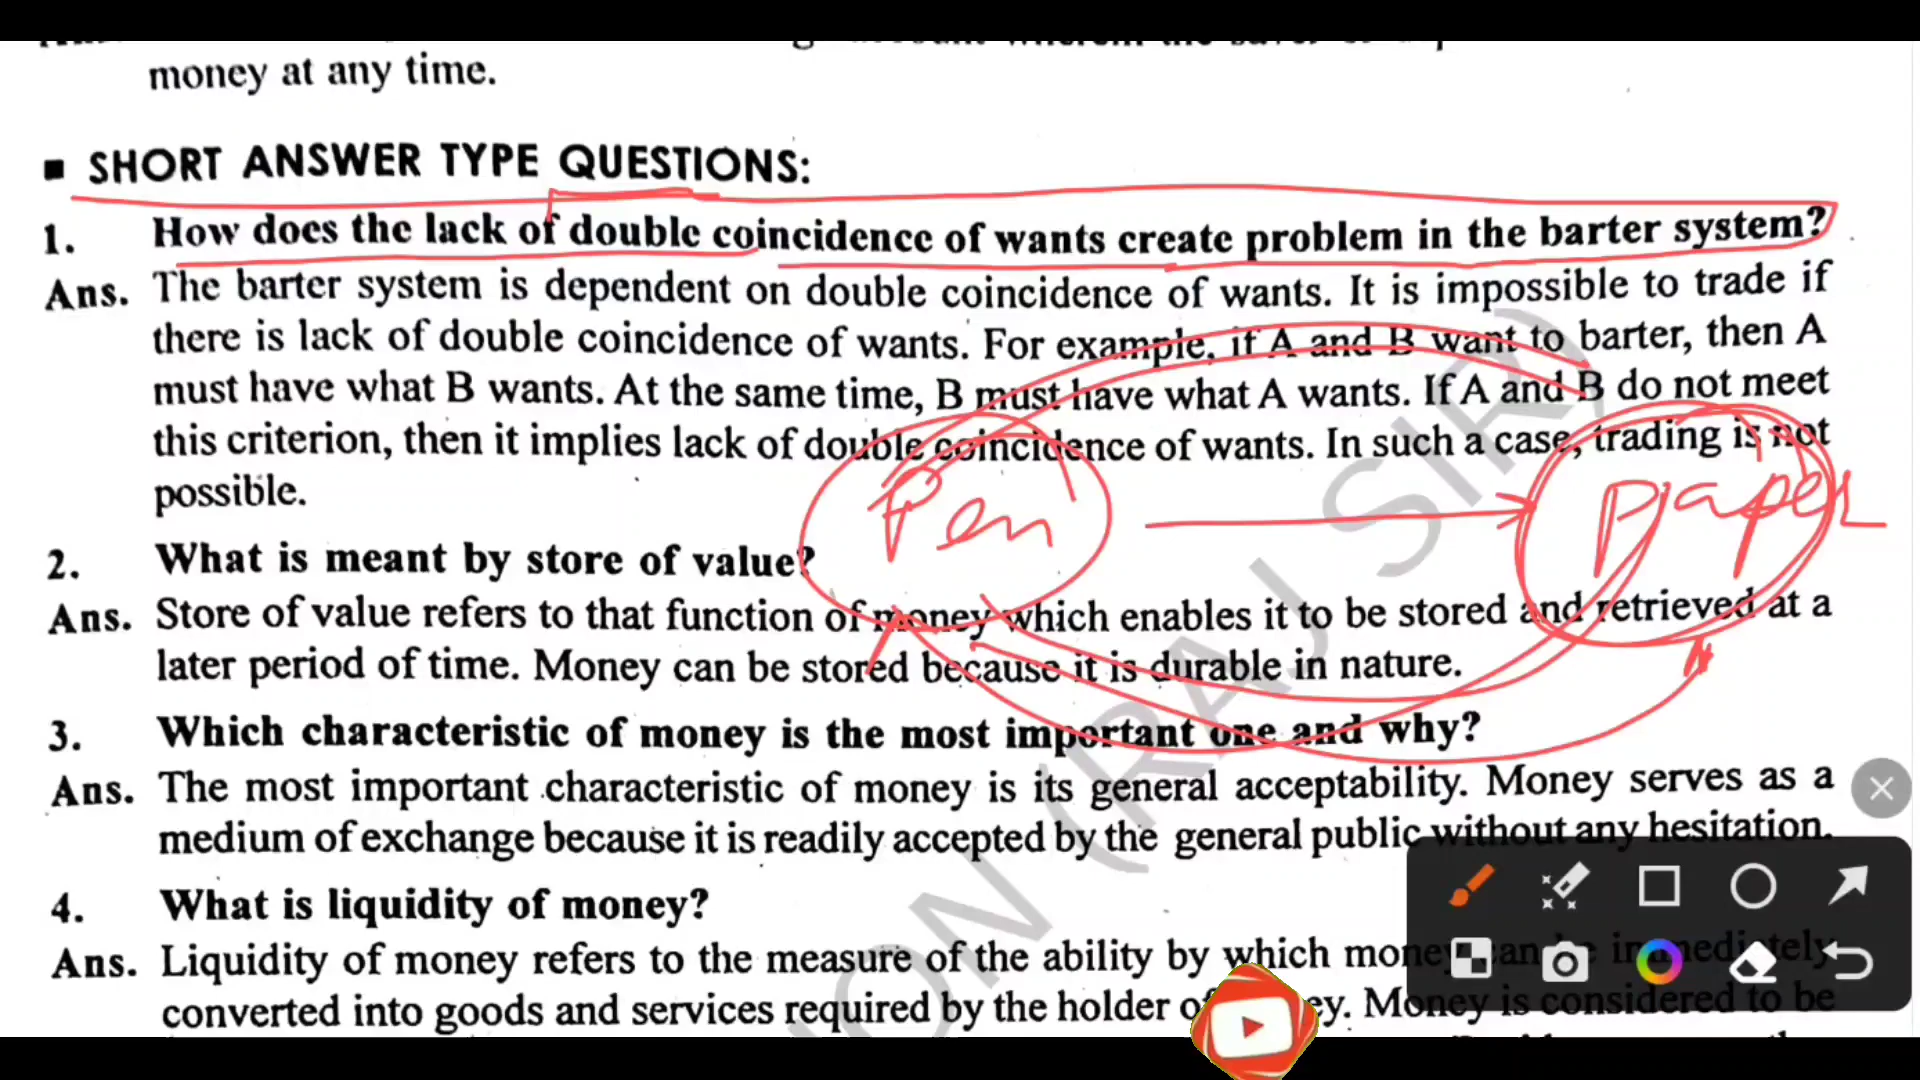 money at any time.
■ SHORT ANSWER TYPE QUESTIONS:
1. How does the lack of double coincidence of wants create problem in the barter system?
Ans. The barter system is dependent on double coincidence of wants. It is impossible to trade if
there is lack of double coincidence of wants. For example, if A and B want to barter, then A
must have what B wants. At the same time, B must have what A wants. If A and B do not meet
this criterion, then it implies lack of double coincidence of wants. In such a case, trading is not
possible.
Pen
paper
2. What is meant by store of value?
Ans. Store of value refers to that function of money which enables it to be stored and retrieved at a
later period of time. Money can be stored because it is durable in nature.
3. Which characteristic of money is the most important one and why?
Ans. The most important characteristic of money is its general acceptability. Money serves as a
medium of exchange because it is readily accepted by the general public without any hesitation.
4. What is liquidity of money?
Ans. Liquidity of money refers to the measure of the ability by which money can be immediately
converted into goods and services required by the holder of money. Money is considered to be
ION (RAJ SIR)